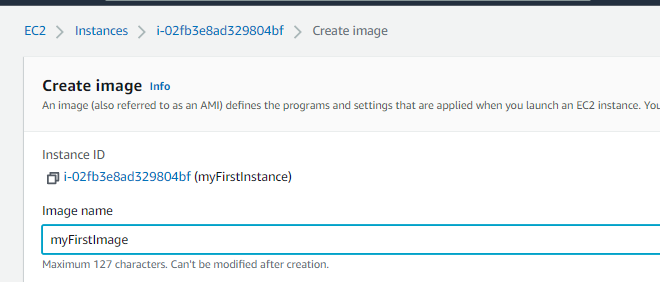 EC2 > Instances > i-02fb3e8ad329804bf > Create image
Create image Info
An image (also referred to as an AMI) defines the programs and settings that are applied when you launch an EC2 instance. You
Instance ID
i-02fb3e8ad329804bf (myFirstInstance)
Image name
myFirstImage
Maximum 127 characters. Can't be modified after creation.